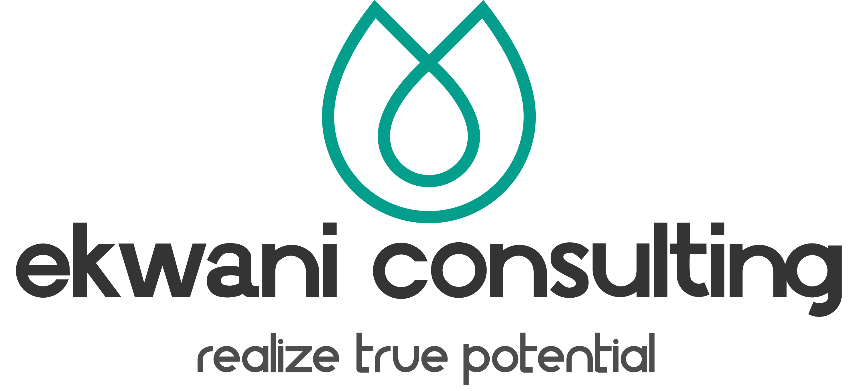 ekwani consulting
realize true potential